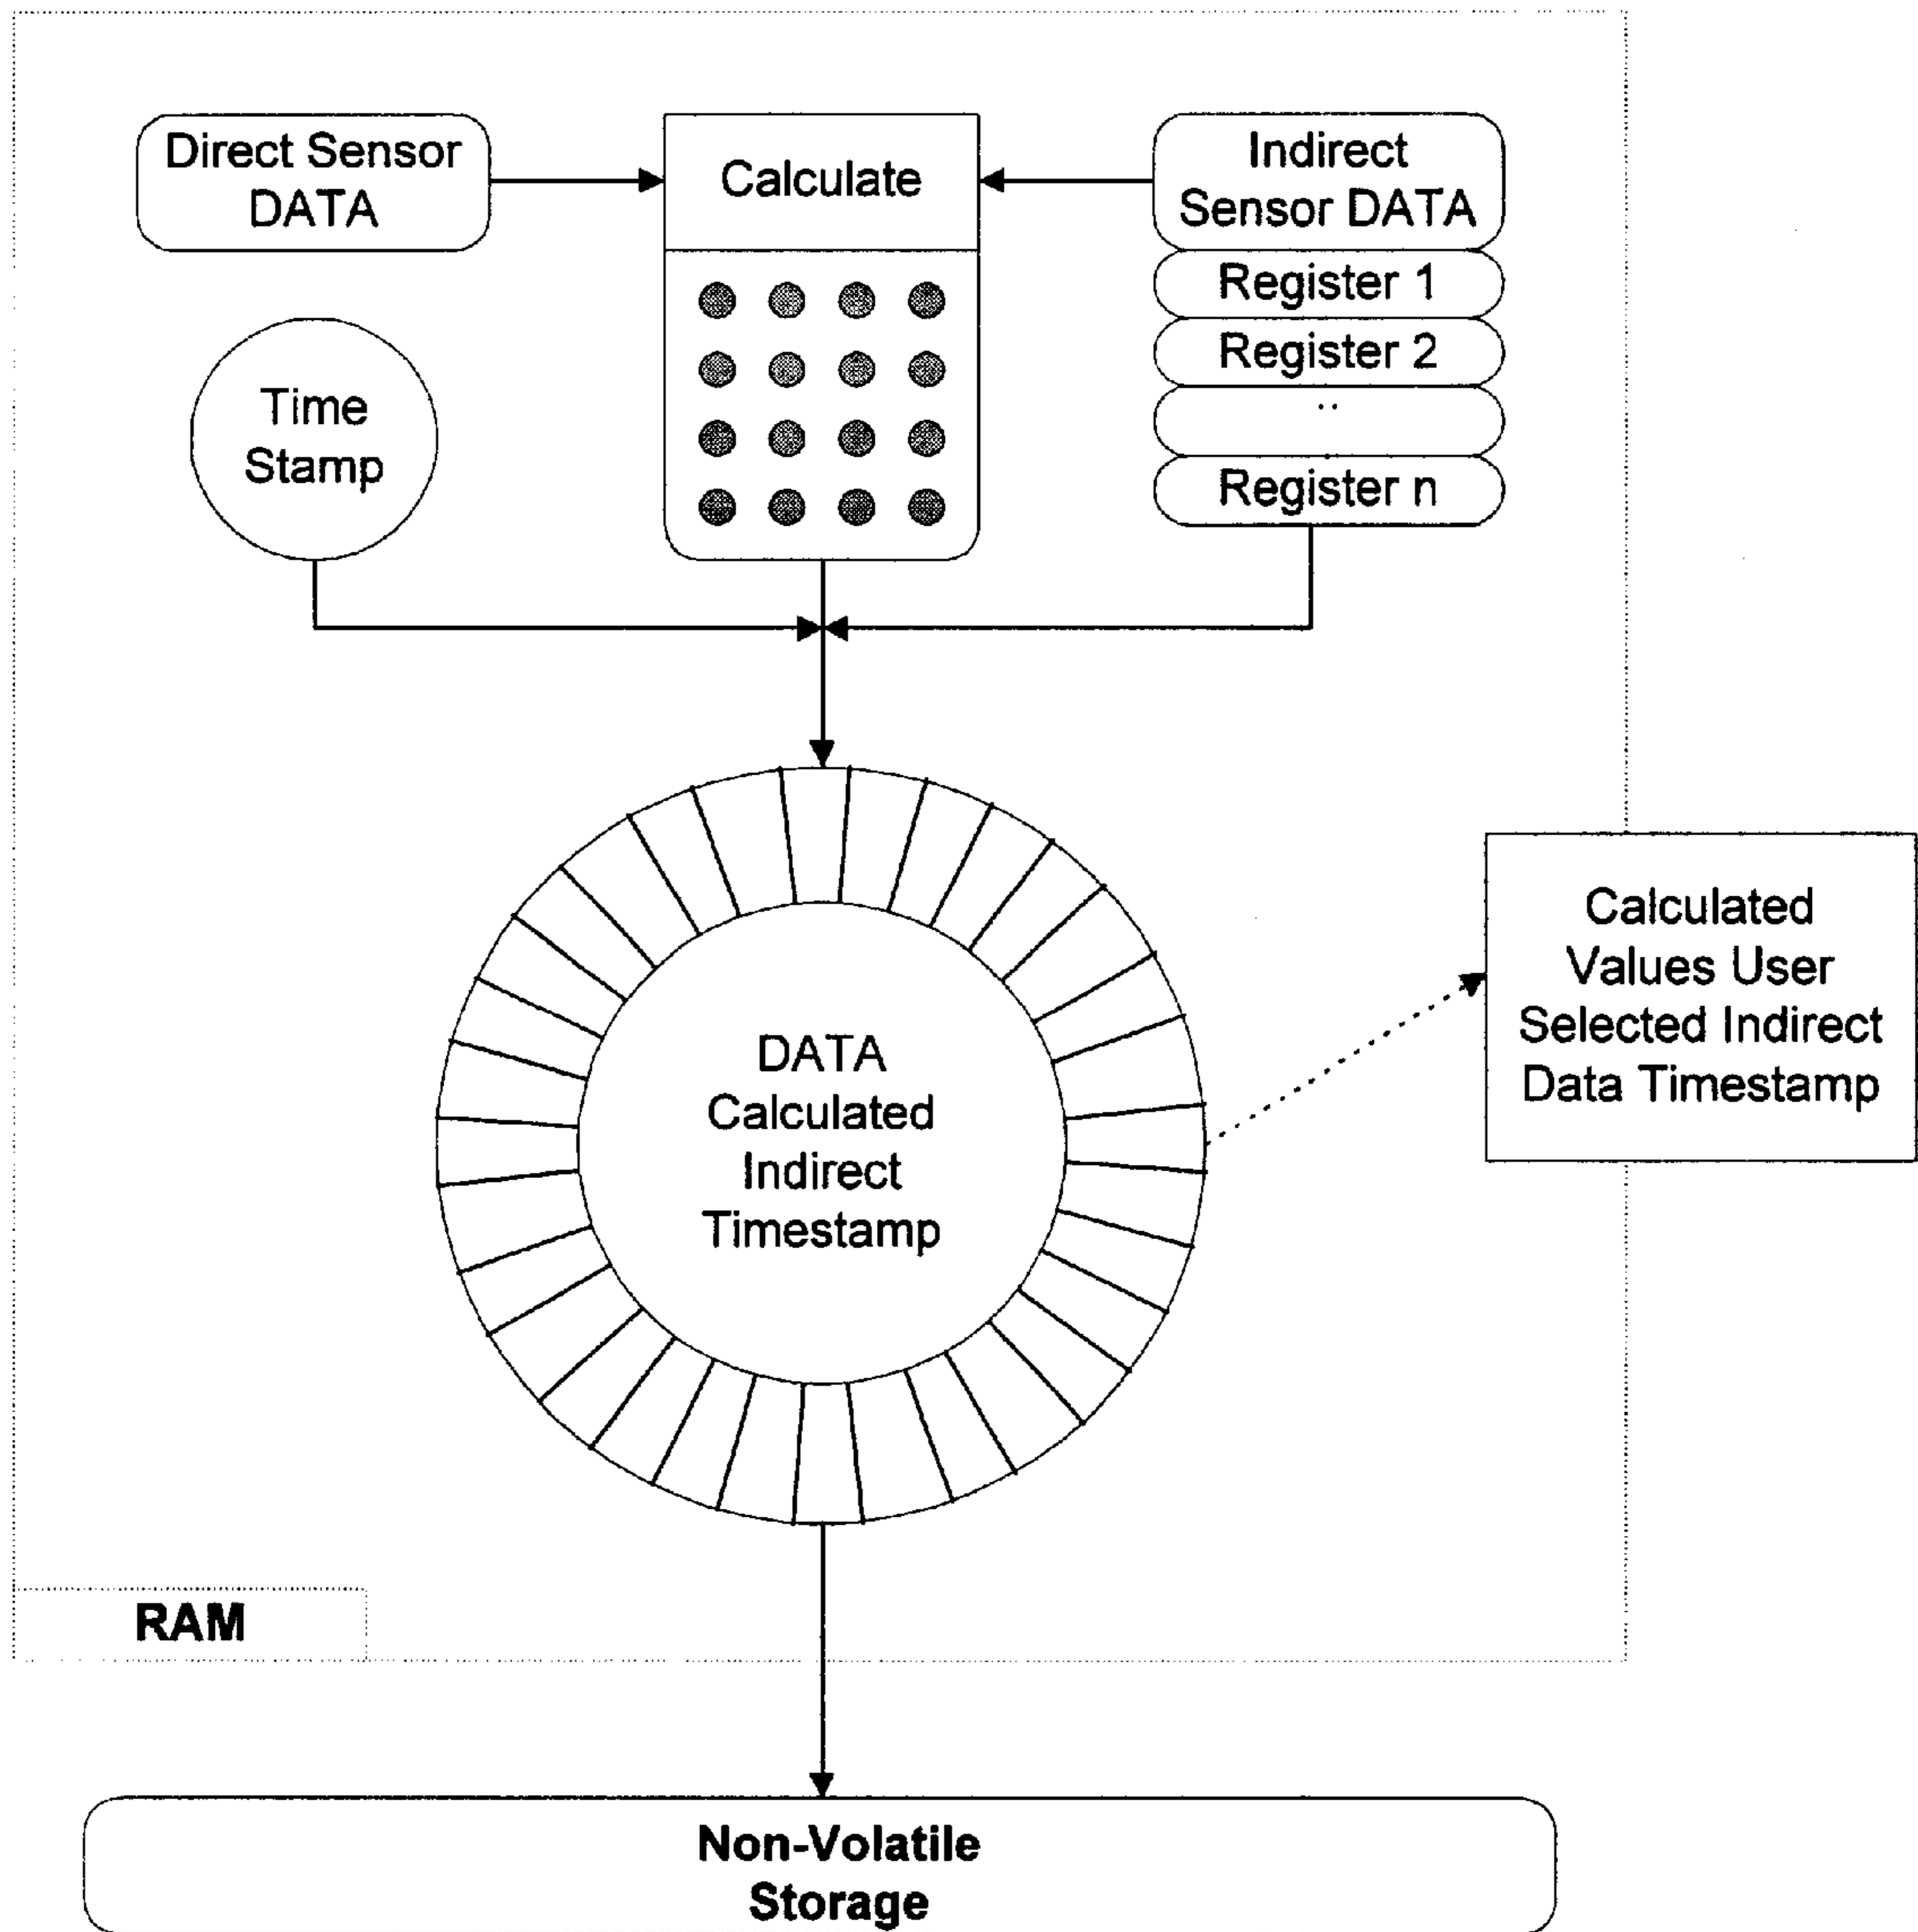 Direct Sensor
DATA
Calculate
Indirect
Sensor DATA
Register 1
Register 2
..
Register n
Time
Stamp
DATA
Calculated
Indirect
Timestamp
Calculated
Values User
Selected Indirect
Data Timestamp
RAM
Non-Volatile
Storage